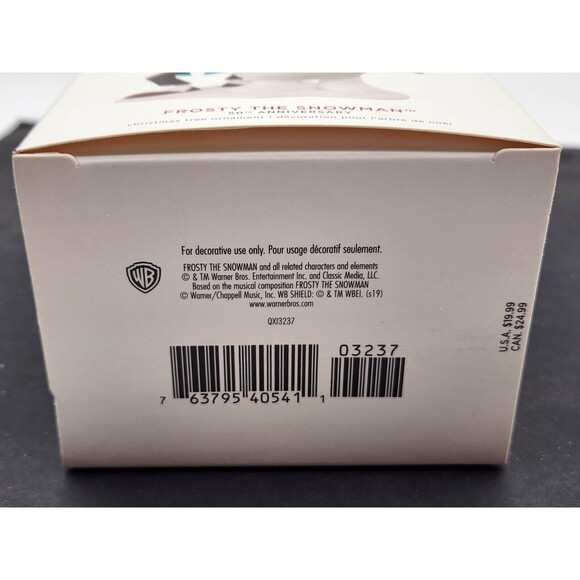 FROSTY THE SNOWMAN™
50TH ANNIVERSARY
christmas tree ornament | décoration pour l'arbre de noël
For decorative use only. Pour usage décoratif seulement.
WB
FROSTY THE SNOWMAN and all related characters and elements
© & TM Warner Bros. Entertainment Inc. and Classic Media, LLC.
Based on the musical composition FROSTY THE SNOWMAN
© Warner/Chappell Music, Inc. WB SHIELD: © & TM WBEI. (s19)
www.warnerbros.com
QXI3237
03237
7 63795 40541 1
U.S.A. $19.99
CAN. $24.99